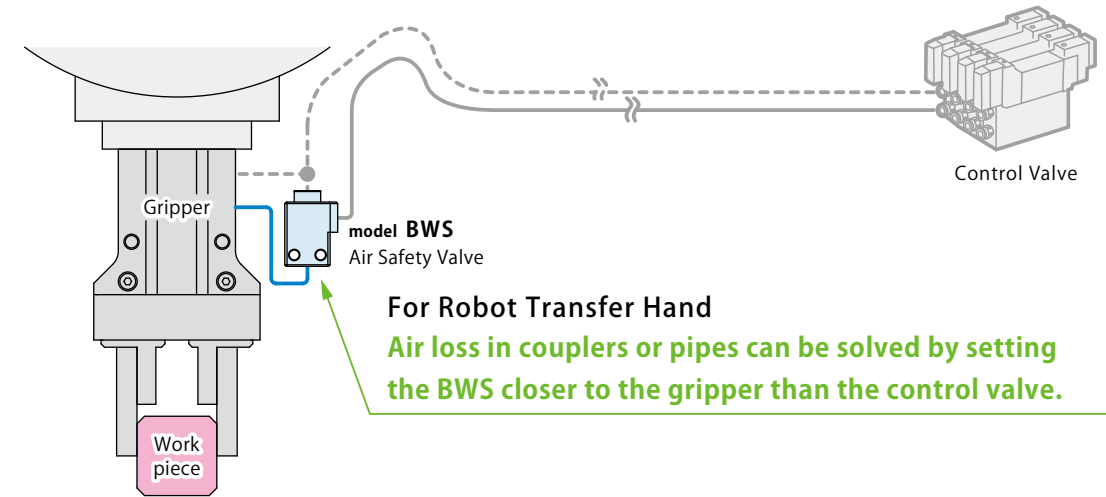 Control Valve
Gripper
model BWS
Air Safety Valve
For Robot Transfer Hand
Air loss in couplers or pipes can be solved by setting
the BWS closer to the gripper than the control valve.
Work
piece